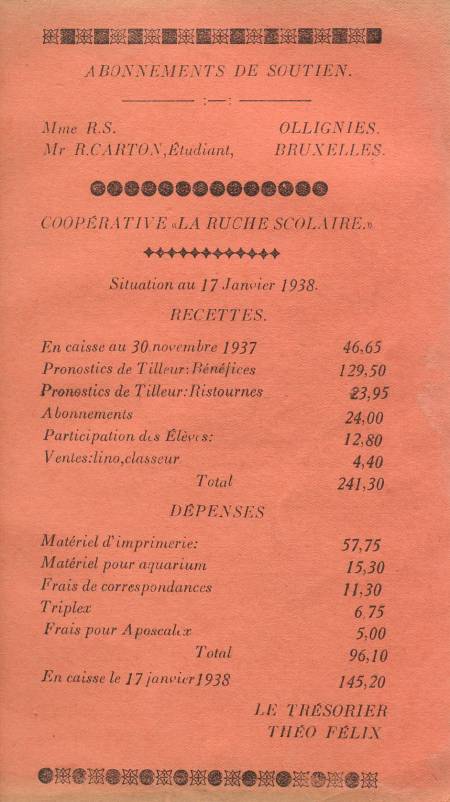 ABONNEMENTS DE SOUTIEN.
Mme R.S. OLLIGNIES.
Mr R.CARTON,Étudiant, BRUXELLES.
COOPÉRATIVE «LA RUCHE SCOLAIRE.»
Situation au 17 Janvier 1938.
RECETTES.
En caisse au 30 novembre 1937 46,65
Pronostics de Tilleur:Bénéfices 129,50
Pronostics de Tilleur:Ristournes 23,95
Abonnements 24,00
Participation des Élèves: 12,80
Ventes:lino,classeur 4,40
Total 241,30
DÉPENSES
Matériel d'imprimerie: 57,75
Matériel pour aquarium 15,30
Frais de correspondances 11,30
Triplex 6,75
Frais pour Aposcalex 5,00
Total 96,10
En caisse le 17 janvier 1938 145,20
LE TRÉSORIER
THÉO FÉLIX